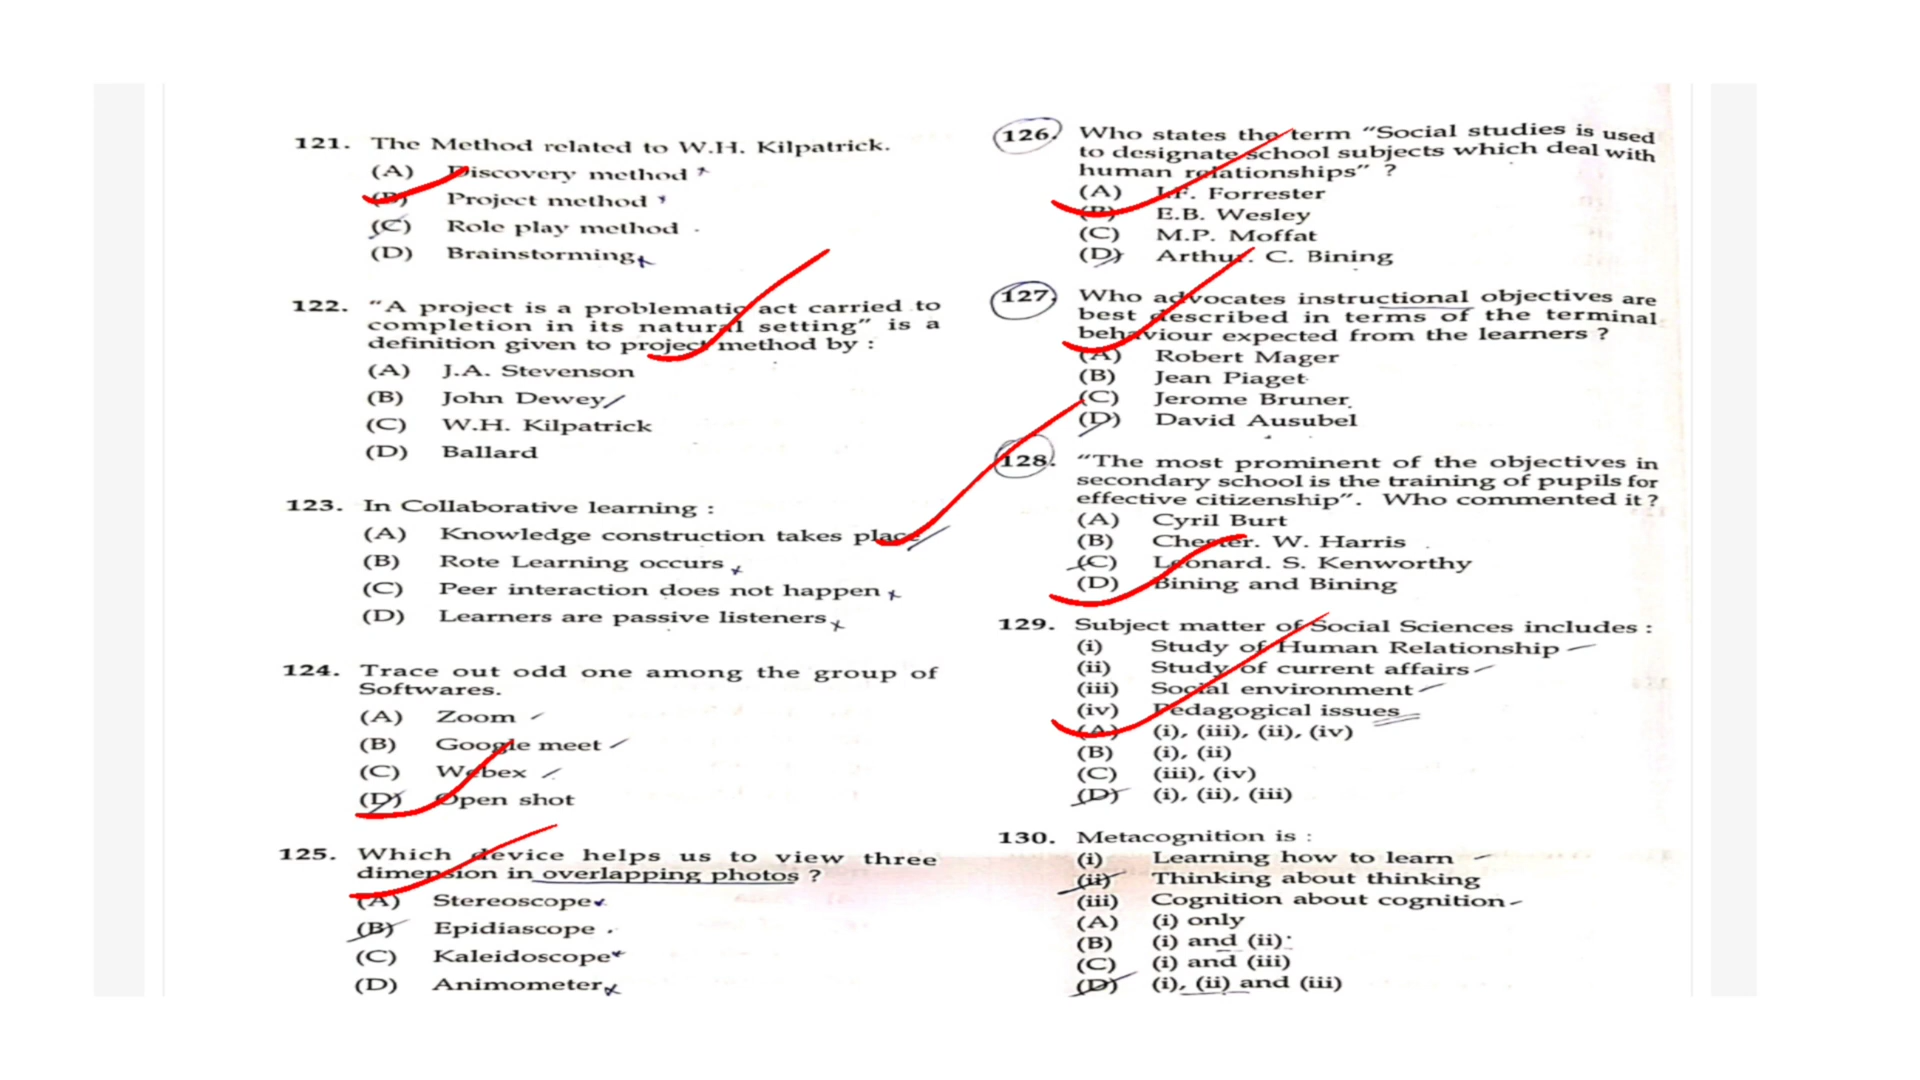 121. The Method related to W.H. Kilpatrick.
(A) Discovery method
(B) Project method
(C) Role play method
(D) Brainstorming
122. "A project is a problematic act carried to
completion in its natural setting" is a
definition given to project method by :
(A) J.A. Stevenson
(B) John Dewey
(C) W.H. Kilpatrick
(D) Ballard
123. In Collaborative learning :
(A) Knowledge construction takes place
(B) Rote Learning occurs
(C) Peer interaction does not happen
(D) Learners are passive listeners
124. Trace out odd one among the group of
Softwares.
(A) Zoom
(B) Google meet
(C) Webex
(D) Open shot
125. Which device helps us to view three
dimension in overlapping photos ?
(A) Stereoscope
(B) Epidiascope
(C) Kaleidoscope
(D) Animometer
126. Who states the term "Social studies is used
to designate school subjects which deal with
human relationships" ?
(A) J.F. Forrester
(B) E.B. Wesley
(C) M.P. Moffat
(D) Arthur. C. Bining
127. Who advocates instructional objectives are
best described in terms of the terminal
behaviour expected from the learners ?
(A) Robert Mager
(B) Jean Piaget
(C) Jerome Bruner
(D) David Ausubel
128. "The most prominent of the objectives in
secondary school is the training of pupils for
effective citizenship". Who commented it ?
(A) Cyril Burt
(B) Chester. W. Harris
(C) Leonard. S. Kenworthy
(D) Bining and Bining
129. Subject matter of Social Sciences includes :
(i) Study of Human Relationship
(ii) Study of current affairs
(iii) Social environment
(iv) Pedagogical issues
(A) (i), (iii), (ii), (iv)
(B) (i), (ii)
(C) (iii), (iv)
(D) (i), (ii), (iii)
130. Metacognition is :
(i) Learning how to learn
(ii) Thinking about thinking
(iii) Cognition about cognition
(A) (i) only
(B) (i) and (ii)
(C) (i) and (iii)
(D) (i), (ii) and (iii)